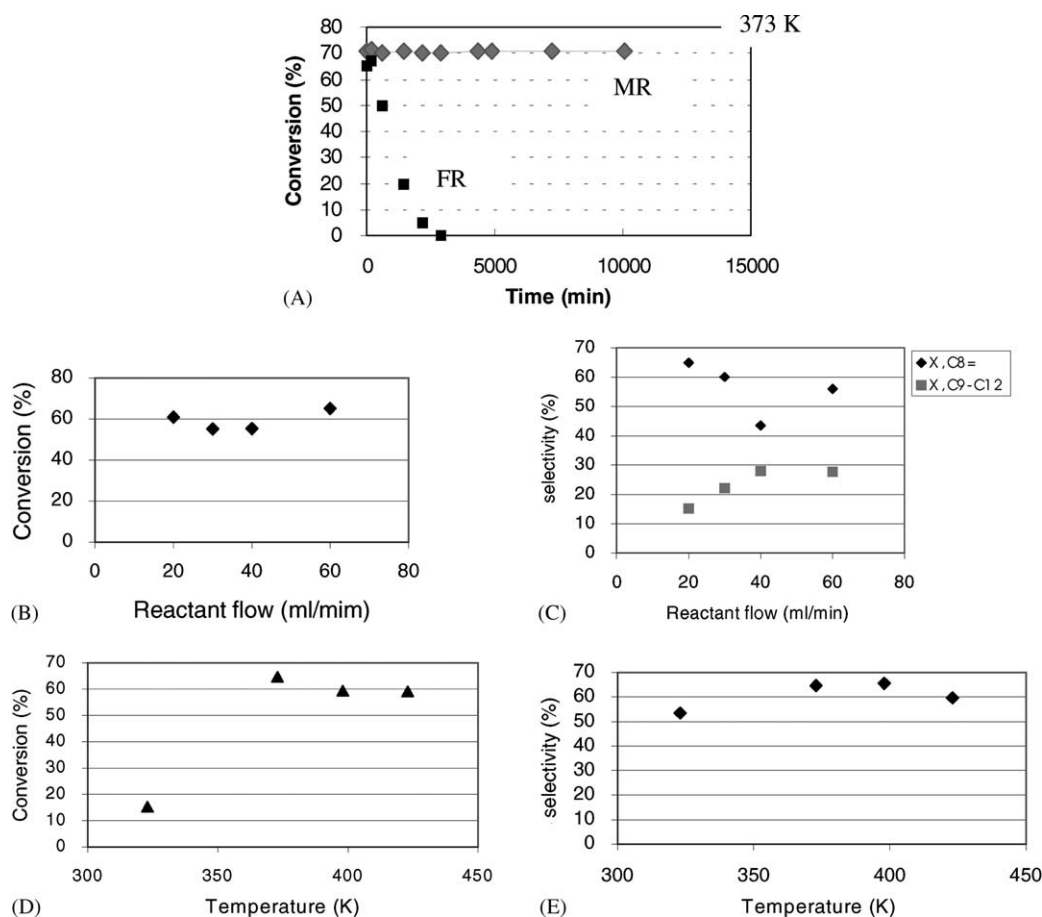 373 K
80
70
60
50
40
30
20
10
0
Conversion (%)
MR
FR
0 5000 10000 15000
Time (min)
(A)
80
60
40
20
0
Conversion (%)
0 20 40 60 80
Reactant flow (ml/mim)
(B)
70
60
50
40
30
20
10
0
selectivity (%)
X,C8=
X,C9-C12
0 20 40 60 80
Reactant flow (ml/min)
(C)
70
60
50
40
30
20
10
0
Conversion (%)
300 350 400 450
Temperature (K)
(D)
70
60
50
40
30
20
10
0
selectivity (%)
300 350 400 450
Temperature (K)
(E)